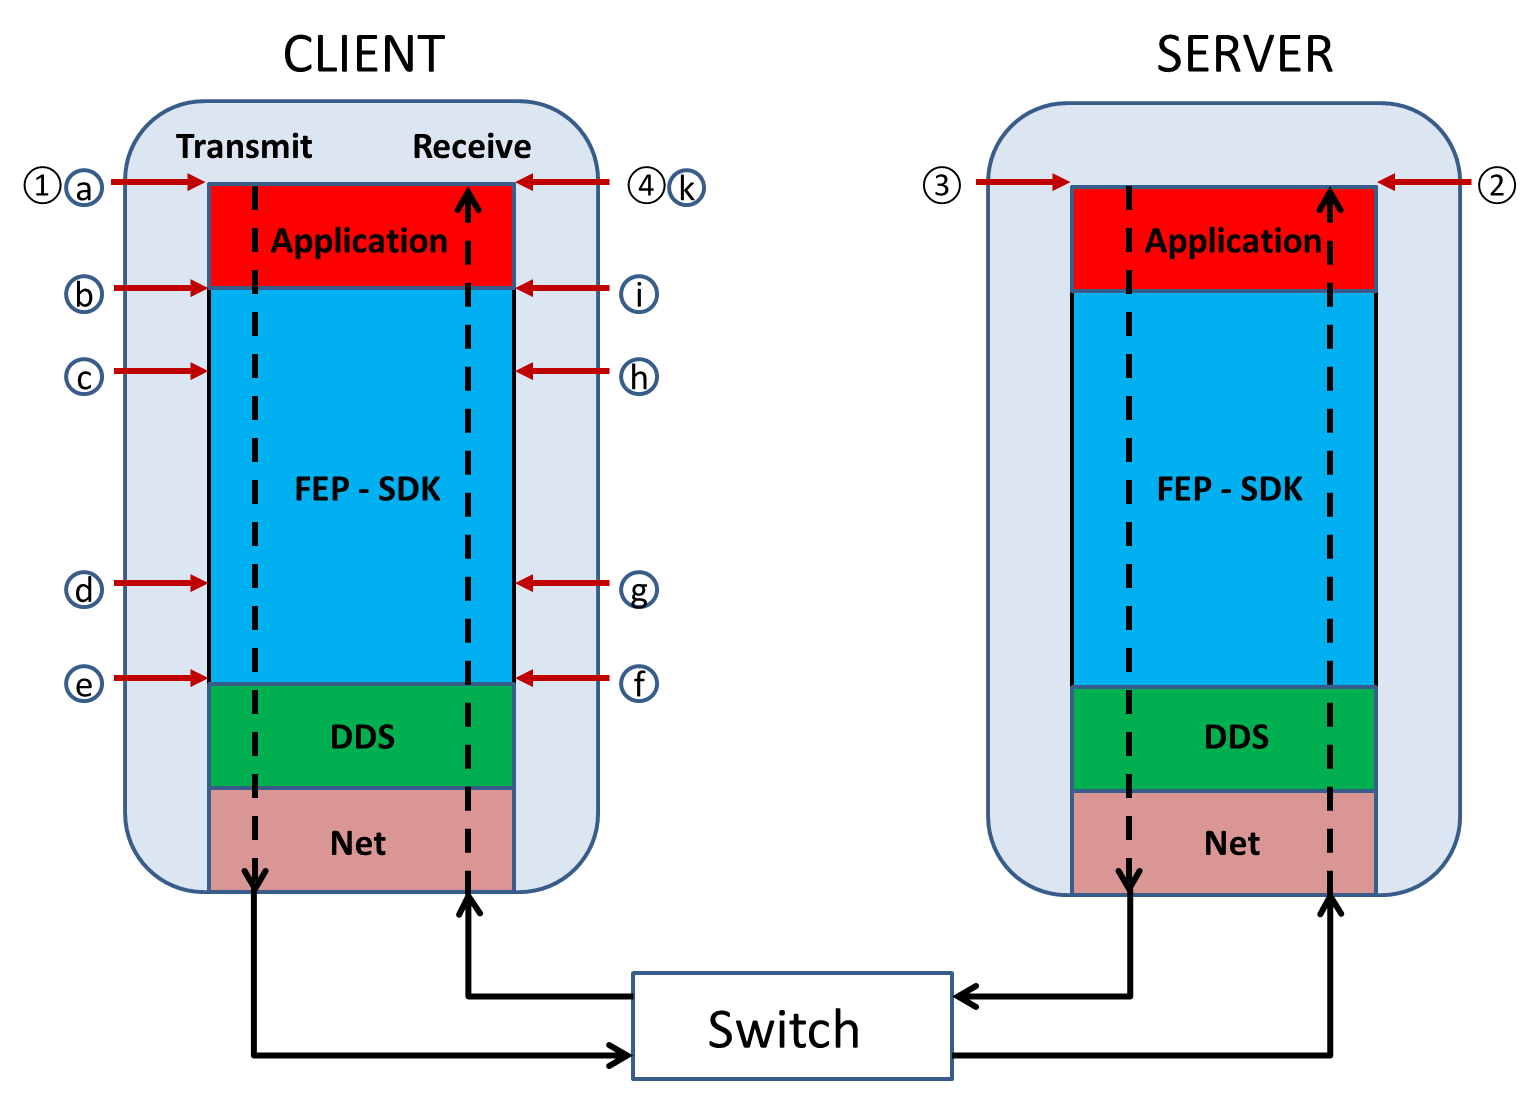 CLIENT
SERVER
Transmit
Receive
① ⓐ
④ ⓚ
③
②
Application
Application
ⓑ
ⓘ
ⓒ
ⓗ
FEP - SDK
FEP - SDK
ⓓ
ⓖ
ⓔ
ⓕ
DDS
DDS
Net
Net
Switch